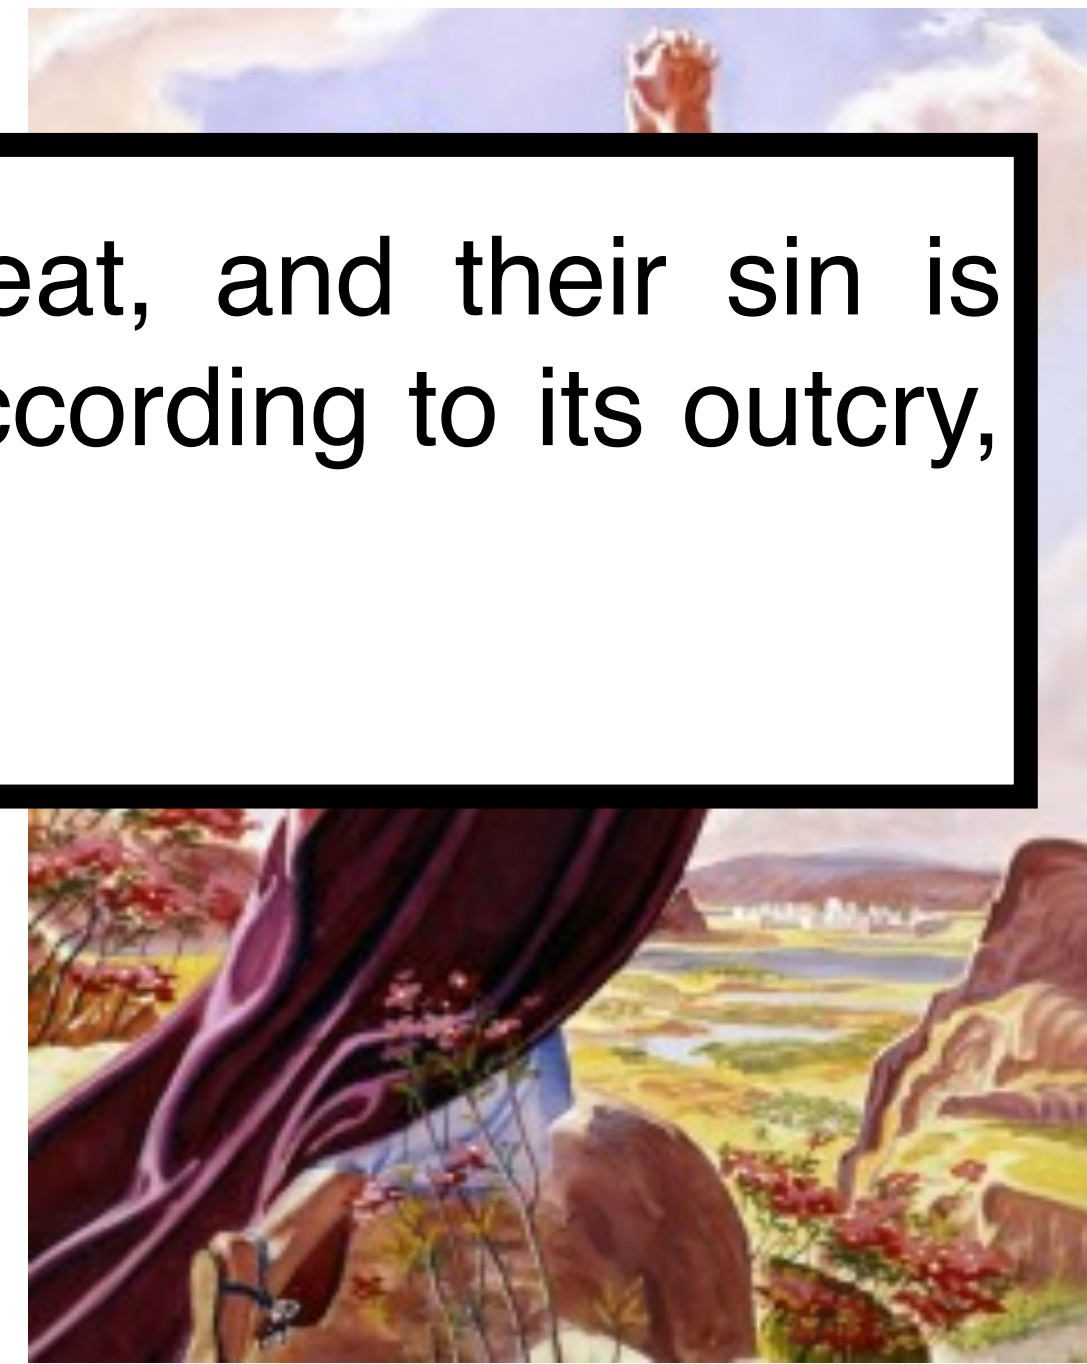 eat, and their sin is
ccording to its outcry,